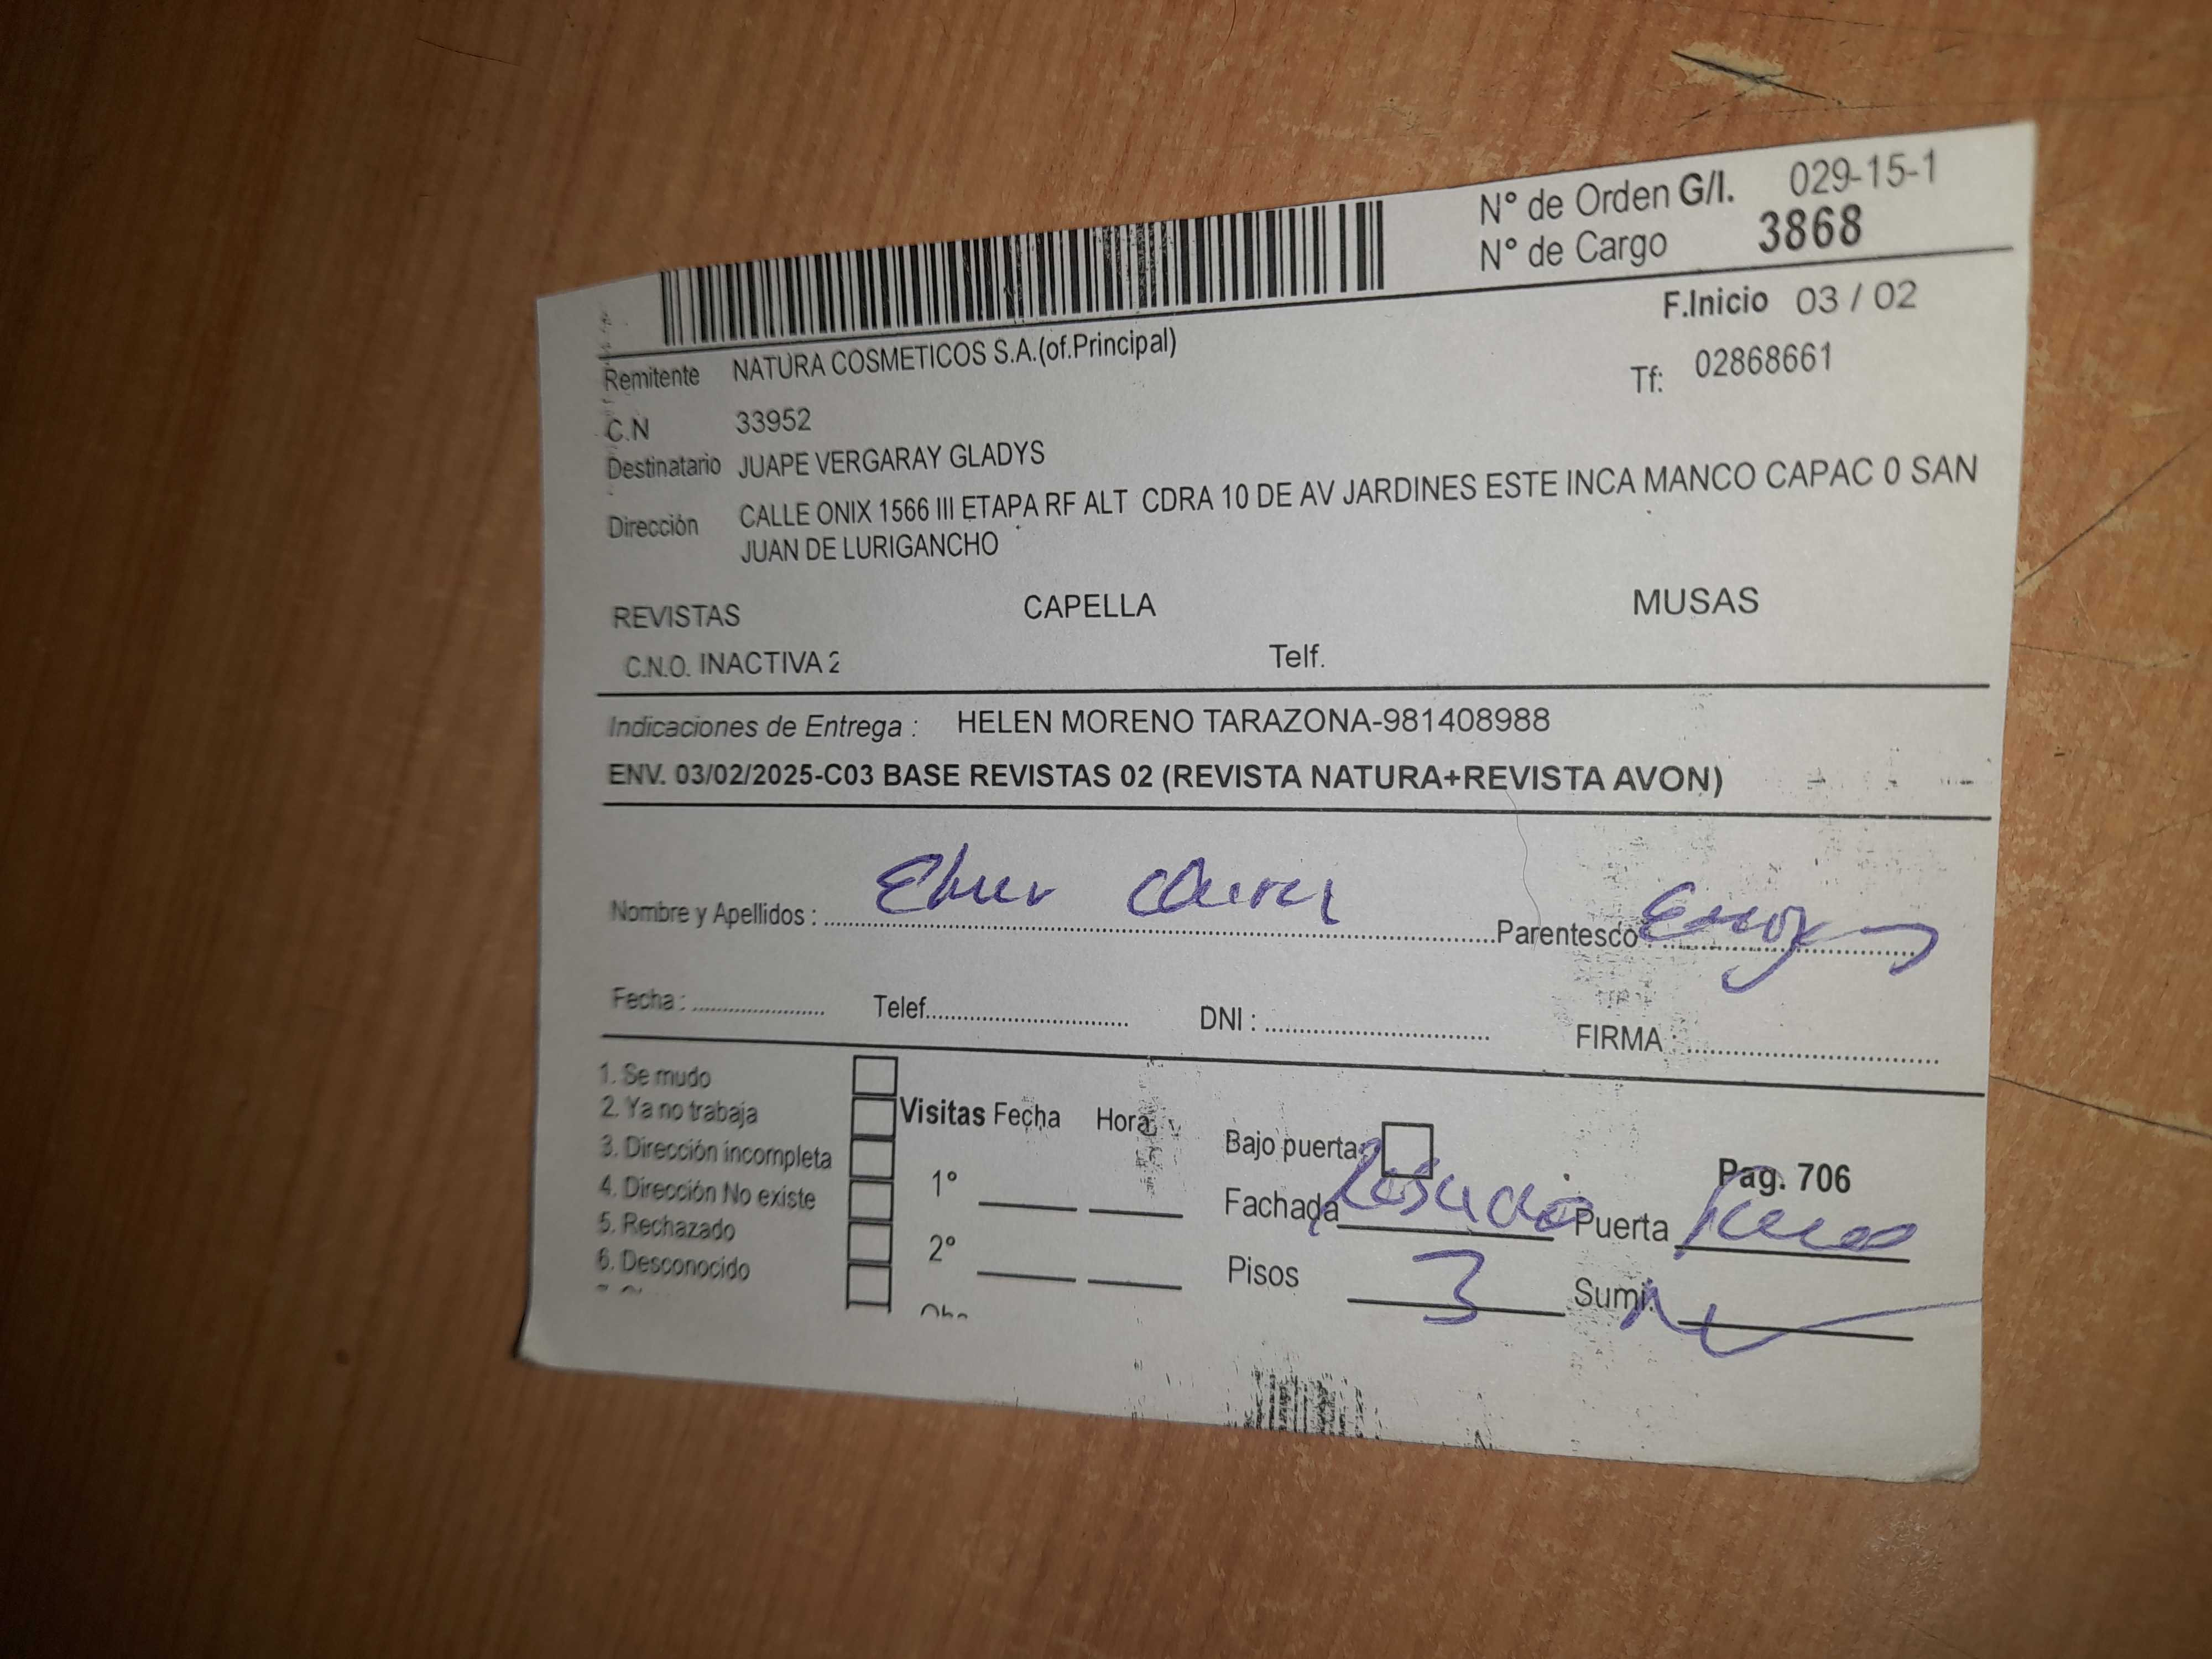 N° de Orden G/I. 029-15-1
N° de Cargo 3868
F.Inicio 03 / 02
Remitente NATURA COSMETICOS S.A.(of.Principal)
Tf: 02868661
C.N 33952
Destinatario JUAPE VERGARAY GLADYS
Dirección CALLE ONIX 1566 III ETAPA RF ALT CDRA 10 DE AV JARDINES ESTE INCA MANCO CAPAC 0 SAN
JUAN DE LURIGANCHO
REVISTAS CAPELLA MUSAS
C.N.O. INACTIVA 2 Telf.
Indicaciones de Entrega : HELEN MORENO TARAZONA-981408988
ENV. 03/02/2025-C03 BASE REVISTAS 02 (REVISTA NATURA+REVISTA AVON)
Nombre y Apellidos : Parentesco :
Fecha : Telef. DNI : FIRMA :
1. Se mudo
2. Ya no trabaja Visitas Fecha Hora
3. Dirección incompleta Bajo puerta:
4. Dirección No existe 1° Pag. 706
5. Rechazado Fachada Puerta
6. Desconocido 2° Pisos 3 Sumi.